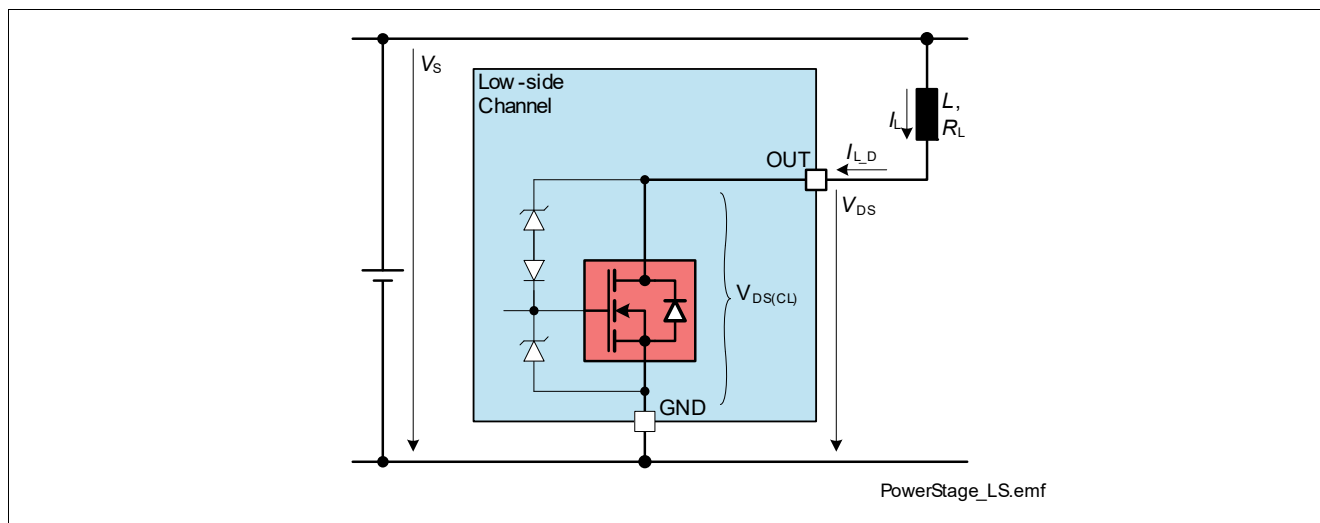 V_S
Low-side
Channel
L,
I_L
R_L
OUT
I_L_D
V_DS
V_DS(CL)
GND
PowerStage_LS.emf